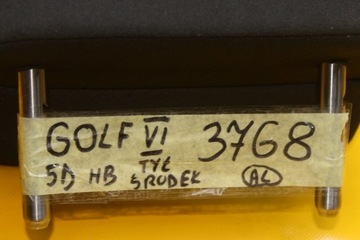 GOLF VI 3768
5D HB TYŁ ŚRODEK AL